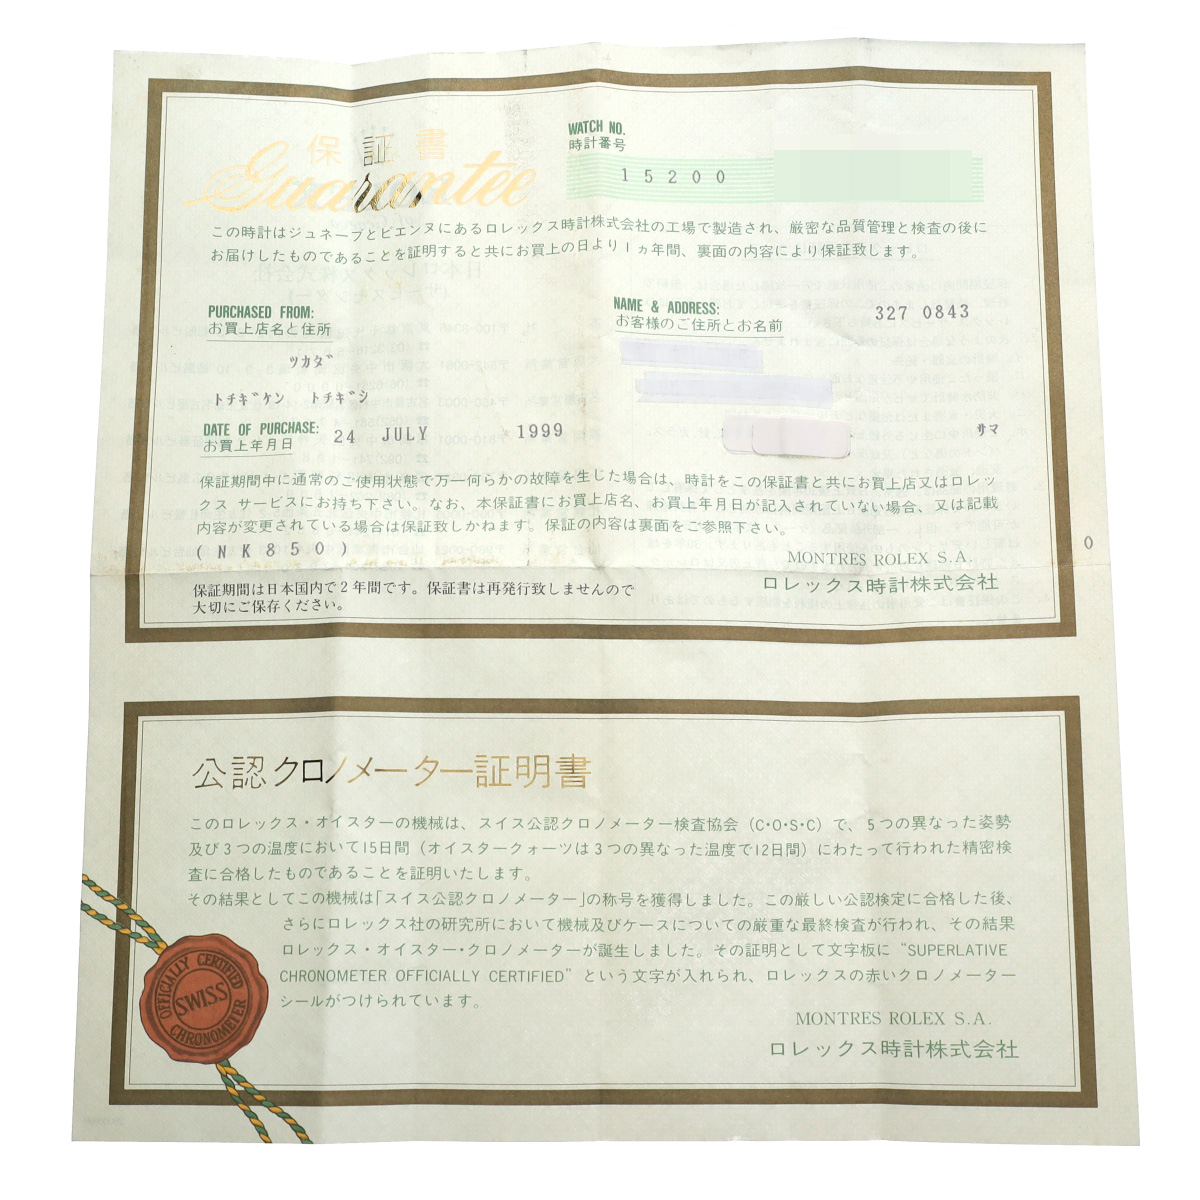 保証書
Guarantee
WATCH NO.
時計番号
15200
この時計はジュネーブとビエンヌにあるロレックス時計株式会社の工場で製造され、厳密な品質管理と検査の後に
お届けしたものであることを証明すると共にお買上の日より1ヵ年間、裏面の内容により保証致します。
PURCHASED FROM:
お買上店名と住所
ツカダ
トチギケン トチギシ
NAME & ADDRESS:
お客様のご住所とお名前
327 0843
サマ
DATE OF PURCHASE:
お買上年月日
24 JULY 1999
保証期間中に通常のご使用状態で万一何らかの故障を生じた場合は、時計をこの保証書と共にお買上店又はロレッ
クス サービスにお持ち下さい。なお、本保証書にお買上店名、お買上年月日が記入されていない場合、又は記載
内容が変更されている場合は保証致しかねます。保証の内容は裏面をご参照下さい。
(NK850)
0
MONTRES ROLEX S.A.
ロレックス時計株式会社
保証期間は日本国内で2年間です。保証書は再発行致しませんので
大切にご保存ください。
公認クロノメーター証明書
このロレックス・オイスターの機械は、スイス公認クロノメーター検査協会（C・O・S・C）で、5つの異なった姿勢
及び3つの温度において15日間（オイスタークォーツは3つの異なった温度で12日間）にわたって行われた精密検
査に合格したものであることを証明いたします。
その結果としてこの機械は「スイス公認クロノメーター」の称号を獲得しました。この厳しい公認検定に合格した後、
さらにロレックス社の研究所において機械及びケースについての厳重な最終検査が行われ、その結果
ロレックス・オイスター・クロノメーターが誕生しました。その証明として文字板に “SUPERLATIVE
CHRONOMETER OFFICIALLY CERTIFIED” という文字が入れられ、ロレックスの赤いクロノメーター
シールがつけられています。
OFFICIALLY CERTIFIED
SWISS
CHRONOMETER
MONTRES ROLEX S.A.
ロレックス時計株式会社